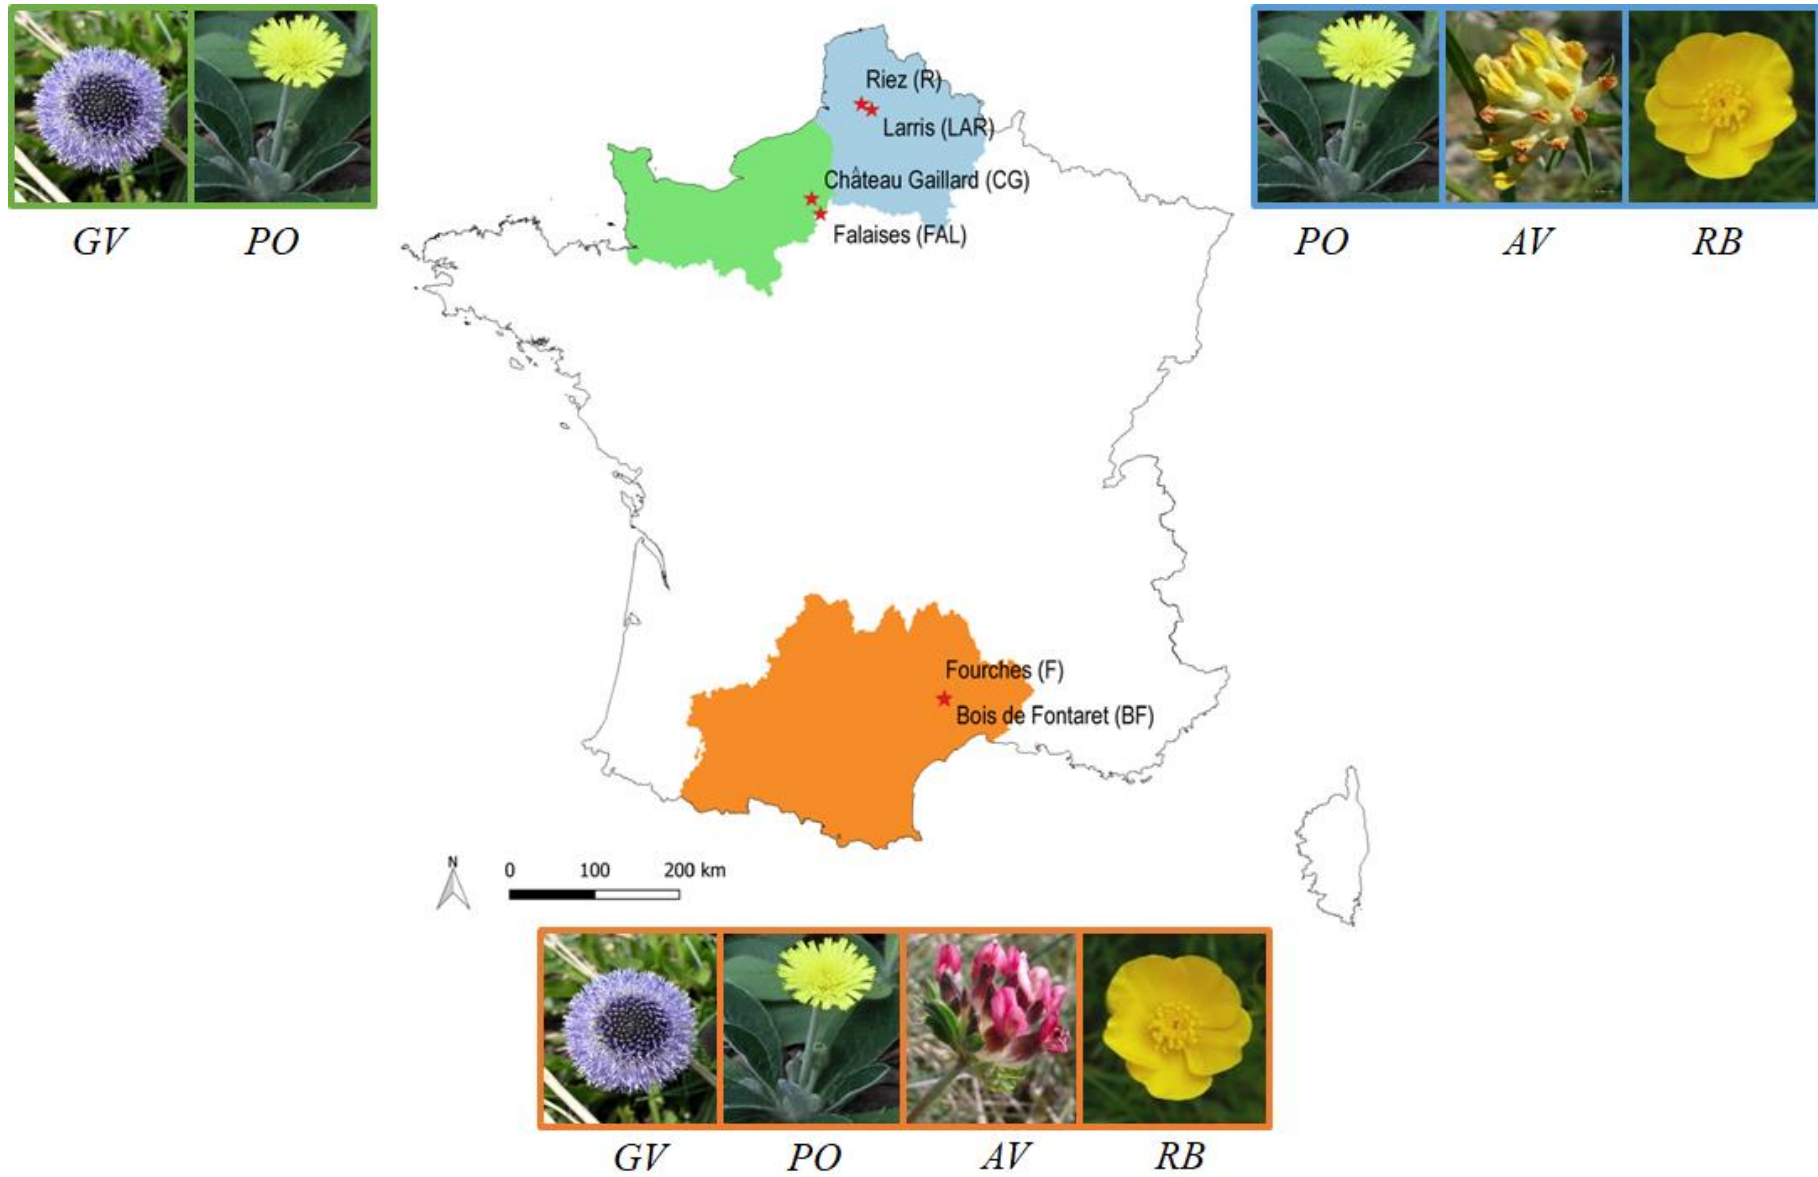 GV PO
Riez (R)
Larris (LAR)
Château Gaillard (CG)
Falaises (FAL)
PO AV RB
Fourches (F)
Bois de Fontaret (BF)
N
0 100 200 km
GV PO AV RB